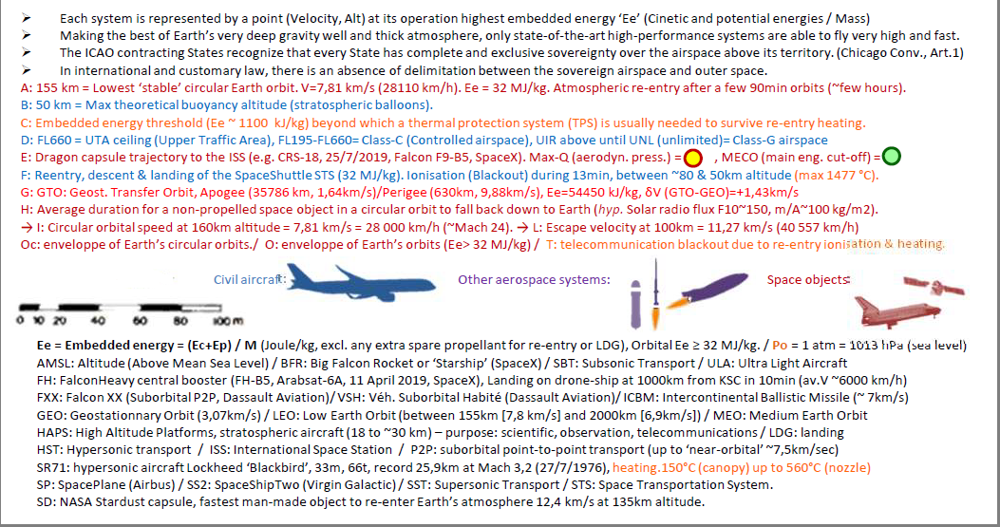 ➢ Each system is represented by a point (Velocity, Alt) at its operation highest embedded energy ‘Ee’ (Cinetic and potential energies / Mass)
➢ Making the best of Earth’s very deep gravity well and thick atmosphere, only state-of-the-art high-performance systems are able to fly very high and fast.
➢ The ICAO contracting States recognize that every State has complete and exclusive sovereignty over the airspace above its territory. (Chicago Conv., Art.1)
➢ In international and customary law, there is an absence of delimitation between the sovereign airspace and outer space.
A: 155 km = Lowest ‘stable’ circular Earth orbit. V=7,81 km/s (28110 km/h). Ee = 32 MJ/kg. Atmospheric re-entry after a few 90min orbits (~few hours).
B: 50 km = Max theoretical buoyancy altitude (stratospheric balloons).
C: Embedded energy threshold (Ee ~ 1100 kJ/kg) beyond which a thermal protection system (TPS) is usually needed to survive re-entry heating.
D: FL660 = UTA ceiling (Upper Traffic Area), FL195-FL660= Class-C (Controlled airspace), UIR above until UNL (unlimited)= Class-G airspace
E: Dragon capsule trajectory to the ISS (e.g. CRS-18, 25/7/2019, Falcon F9-B5, SpaceX). Max-Q (aerodyn. press.) = , MECO (main eng. cut-off) =
F: Reentry, descent & landing of the SpaceShuttle STS (32 MJ/kg). Ionisation (Blackout) during 13min, between ~80 & 50km altitude (max 1477 °C).
G: GTO: Geost. Transfer Orbit, Apogee (35786 km, 1,64km/s)/Perigee (630km, 9,88km/s), Ee=54450 kJ/kg, δV (GTO-GEO)=+1,43km/s
H: Average duration for a non-propelled space object in a circular orbit to fall back down to Earth (hyp. Solar radio flux F10~150, m/A~100 kg/m2).
→ I: Circular orbital speed at 160km altitude = 7,81 km/s = 28 000 km/h (~Mach 24). → L: Escape velocity at 100km = 11,27 km/s (40 557 km/h)
Oc: enveloppe of Earth’s circular orbits./ O: enveloppe of Earth’s orbits (Ee> 32 MJ/kg) / T: telecommunication blackout due to re-entry ionisation & heating.
Civil aircraft: Other aerospace systems: Space objects:
0 10 20 40 60 80 100 m
Ee = Embedded energy = (Ec+Ep) / M (Joule/kg, excl. any extra spare propellant for re-entry or LDG), Orbital Ee ≥ 32 MJ/kg. / Po = 1 atm = 1013 hPa (sea level)
AMSL: Altitude (Above Mean Sea Level) / BFR: Big Falcon Rocket or ‘Starship’ (SpaceX) / SBT: Subsonic Transport / ULA: Ultra Light Aircraft
FH: FalconHeavy central booster (FH-B5, Arabsat-6A, 11 April 2019, SpaceX), Landing on drone-ship at 1000km from KSC in 10min (av.V ~6000 km/h)
FXX: Falcon XX (Suborbital P2P, Dassault Aviation)/ VSH: Véh. Suborbital Habité (Dassault Aviation)/ ICBM: Intercontinental Ballistic Missile (~ 7km/s)
GEO: Geostationnary Orbit (3,07km/s) / LEO: Low Earth Orbit (between 155km [7,8 km/s] and 2000km [6,9km/s]) / MEO: Medium Earth Orbit
HAPS: High Altitude Platforms, stratospheric aircraft (18 to ~30 km) – purpose: scientific, observation, telecommunications / LDG: landing
HST: Hypersonic transport / ISS: International Space Station / P2P: suborbital point-to-point transport (up to ‘near-orbital’ ~7,5km/sec)
SR71: hypersonic aircraft Lockheed ‘Blackbird’, 33m, 66t, record 25,9km at Mach 3,2 (27/7/1976), heating.150°C (canopy) up to 560°C (nozzle)
SP: SpacePlane (Airbus) / SS2: SpaceShipTwo (Virgin Galactic) / SST: Supersonic Transport / STS: Space Transportation System.
SD: NASA Stardust capsule, fastest man-made object to re-enter Earth’s atmosphere 12,4 km/s at 135km altitude.